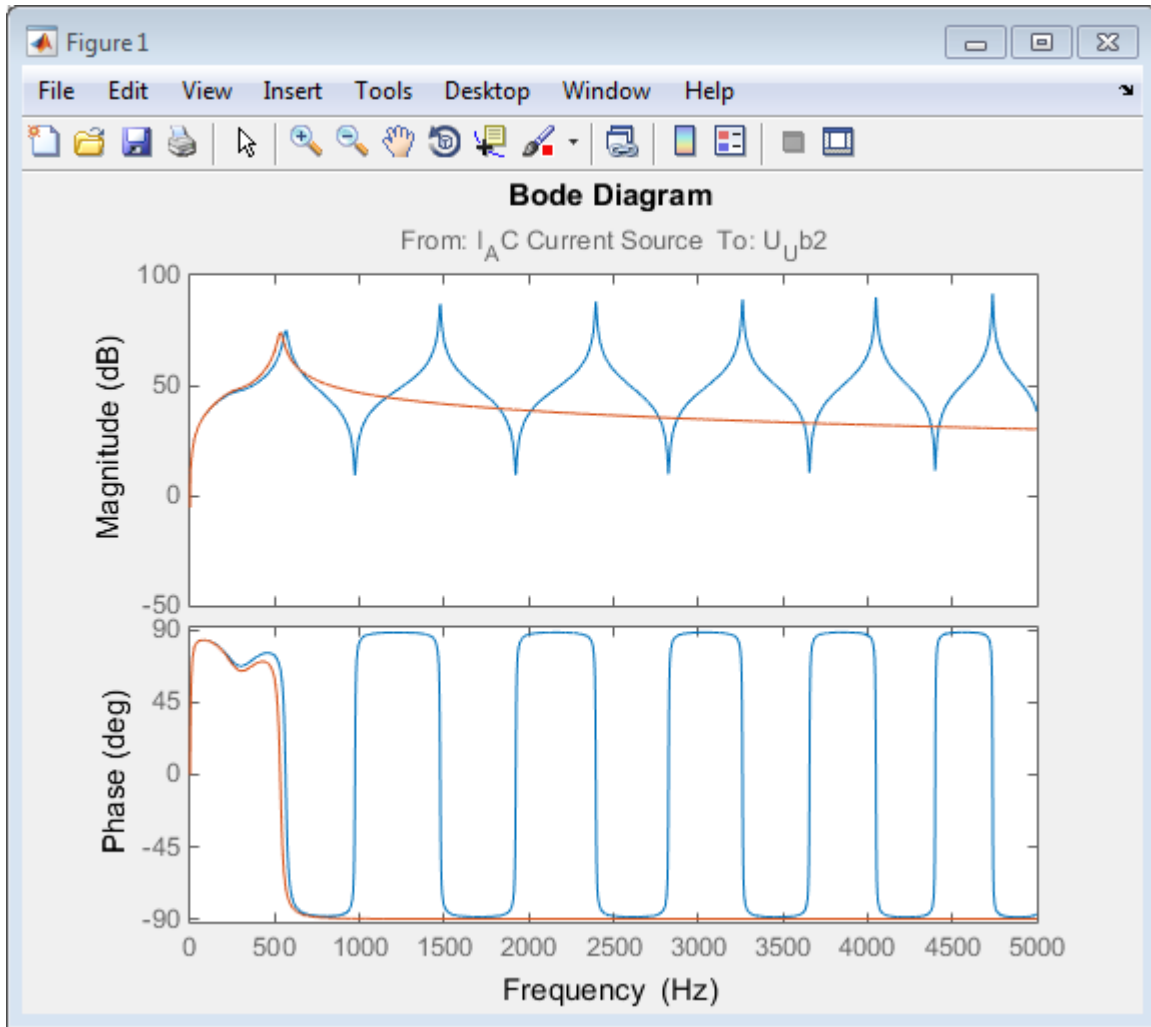 Figure 1
File Edit View Insert Tools Desktop Window Help
Bode Diagram
From: I_AC Current Source To: U_Ub2
100
50
0
-50
Magnitude (dB)
90
45
0
-45
-90
Phase (deg)
0 500 1000 1500 2000 2500 3000 3500 4000 4500 5000
Frequency (Hz)